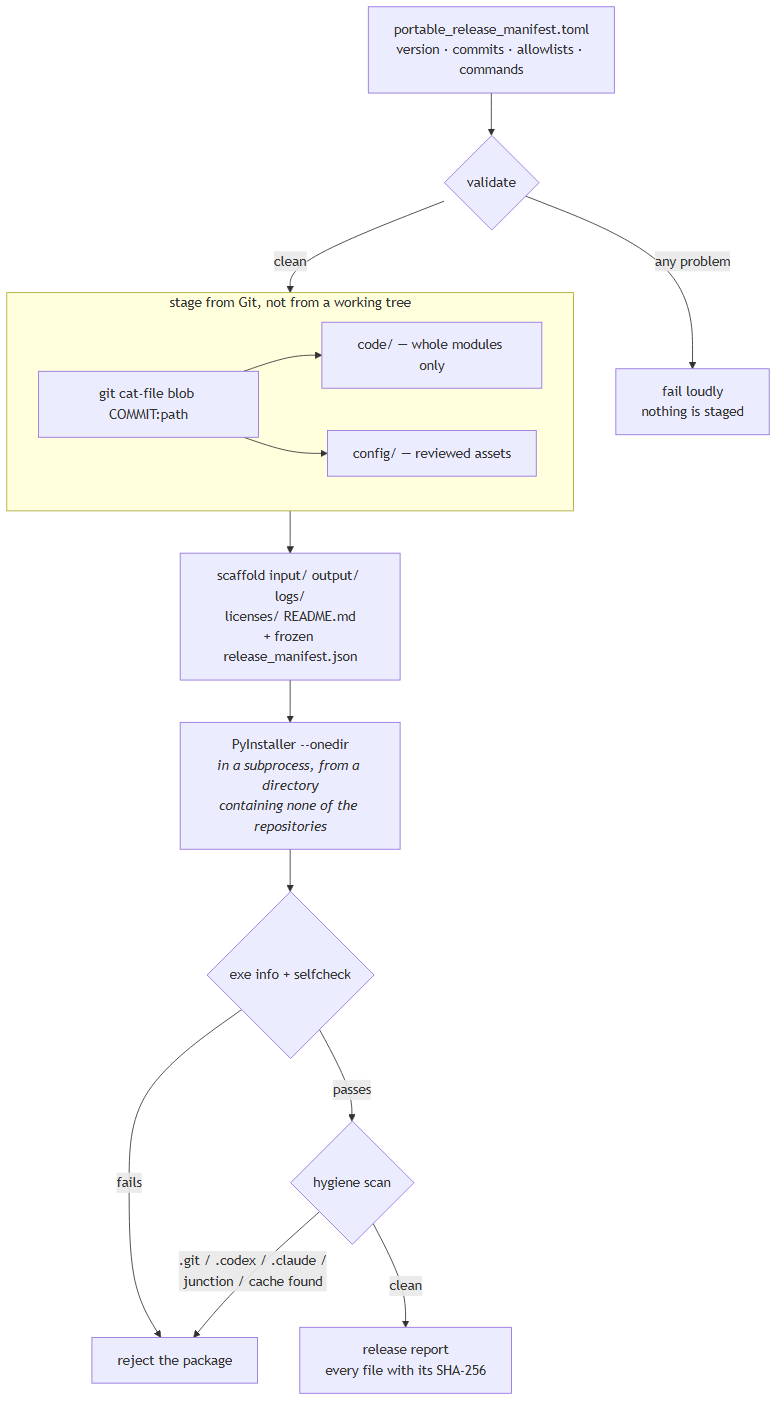 portable_release_manifest.toml
version · commits · allowlists ·
commands
validate
clean
any problem
stage from Git, not from a working tree
code/ — whole modules
only
git cat-file blob
COMMIT:path
config/ — reviewed assets
fail loudly
nothing is staged
scaffold input/ output/
logs/
licenses/ README.md
+ frozen
release_manifest.json
PyInstaller --onedir
in a subprocess, from a
directory
containing none of the
repositories
exe info + selfcheck
passes
fails
hygiene scan
.git / .codex / .claude /
junction / cache found
clean
reject the package
release report
every file with its SHA-256